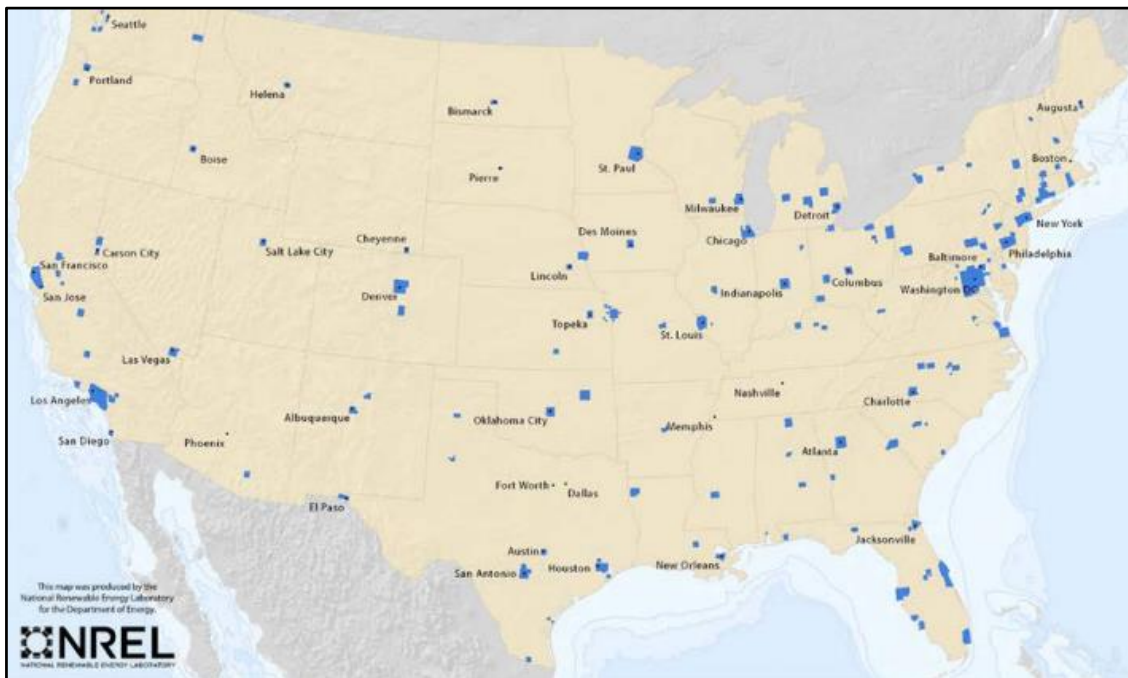 Seattle
Portland
Helena
Bismarck
Augusta
Boise
Pierre
St. Paul
Boston
Milwaukee
Detroit
New York
Carson City
Salt Lake City
Cheyenne
Des Moines
Chicago
Baltimore
Philadelphia
San Francisco
Lincoln
Indianapolis
Columbus
Washington DC
San Jose
Denver
Topeka
St. Louis
Las Vegas
Nashville
Los Angeles
Albuquerque
Oklahoma City
Memphis
Charlotte
San Diego
Phoenix
Atlanta
Fort Worth
Dallas
El Paso
Jacksonville
Austin
San Antonio
Houston
New Orleans
This map was produced by the
National Renewable Energy Laboratory
for the Department of Energy.
NREL
NATIONAL RENEWABLE ENERGY LABORATORY